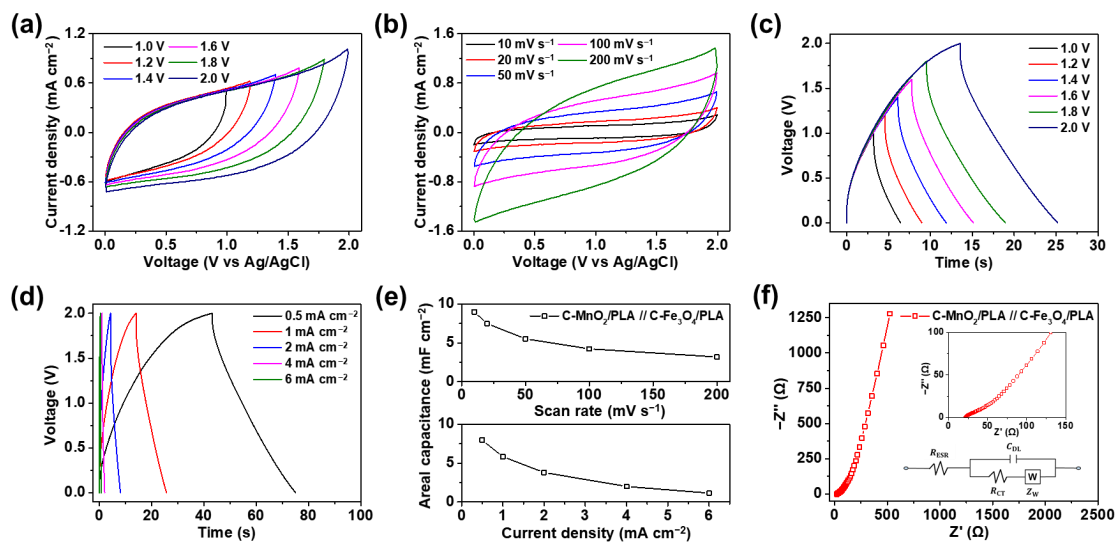 (a)
Current density (mA cm⁻²)
1.2
0.6
0.0
-0.6
-1.2
1.0 V
1.2 V
1.4 V
1.6 V
1.8 V
2.0 V
0.0 0.5 1.0 1.5 2.0
Voltage (V vs Ag/AgCl)
(b)
Current density (mA cm⁻²)
1.8
1.2
0.6
0.0
-0.6
-1.2
10 mV s⁻¹
20 mV s⁻¹
50 mV s⁻¹
100 mV s⁻¹
200 mV s⁻¹
0.0 0.5 1.0 1.5 2.0
Voltage (V vs Ag/AgCl)
(c)
Voltage (V)
2.0
1.5
1.0
0.5
0.0
1.0 V
1.2 V
1.4 V
1.6 V
1.8 V
2.0 V
0 5 10 15 20 25 30
Time (s)
(d)
Voltage (V)
2.0
1.5
1.0
0.5
0.0
0.5 mA cm⁻²
1 mA cm⁻²
2 mA cm⁻²
4 mA cm⁻²
6 mA cm⁻²
0 20 40 60 80 100
Time (s)
(e)
Areal capacitance (mF cm⁻²)
10
5
0
C-MnO₂/PLA // C-Fe₃O₄/PLA
0 50 100 150 200
Scan rate (mV s⁻¹)
10
5
0
0 1 2 3 4 5 6
Current density (mA cm⁻²)
(f)
−Z'' (Ω)
1250
1000
750
500
250
0
C-MnO₂/PLA // C-Fe₃O₄/PLA
−Z'' (Ω)
100
50
0
0 50 100 150
Z' (Ω)
R_ESR
C_DL
R_CT
W
Z_W
0 500 1000 1500 2000 2500
Z' (Ω)